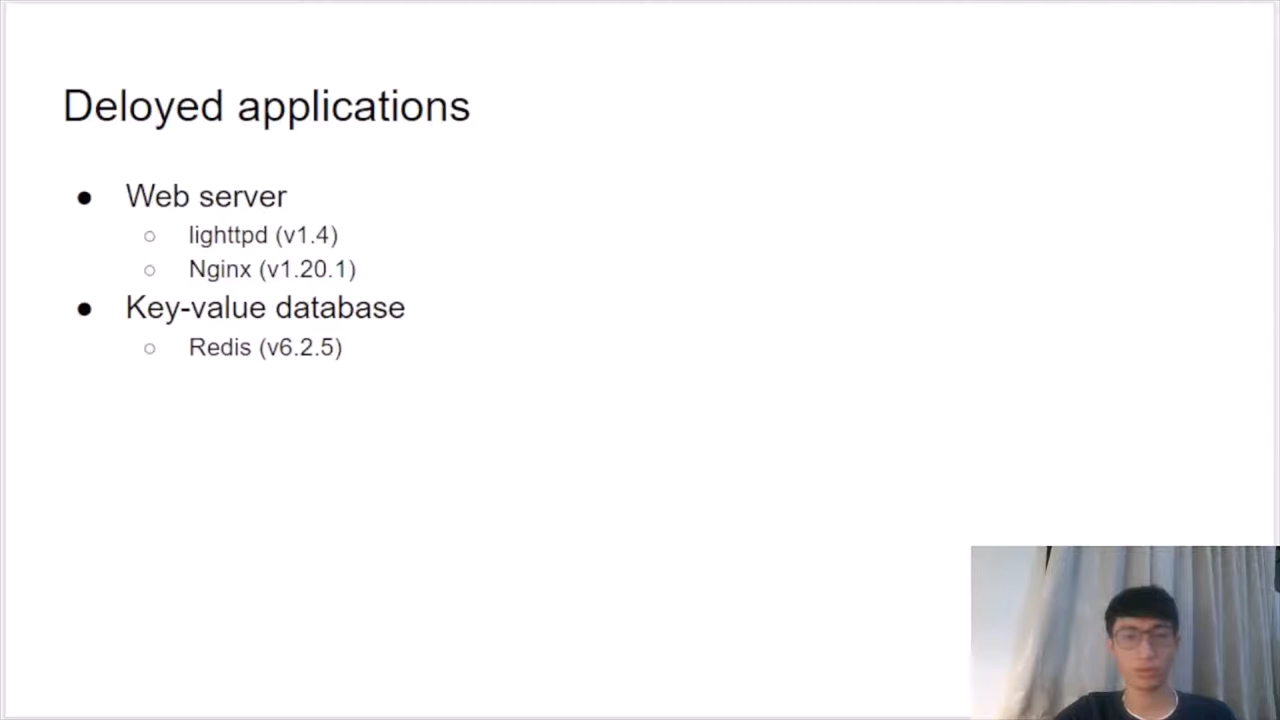 Deloyed applications
● Web server
○ lighttpd (v1.4)
○ Nginx (v1.20.1)
● Key-value database
○ Redis (v6.2.5)